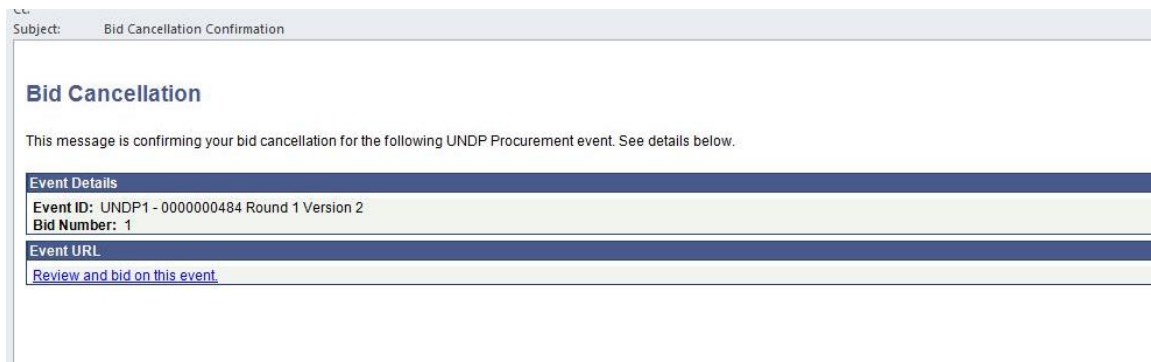 Subject: Bid Cancellation Confirmation
Bid Cancellation
This message is confirming your bid cancellation for the following UNDP Procurement event. See details below.
Event Details
Event ID: UNDP1 - 0000000484 Round 1 Version 2
Bid Number: 1
Event URL
Review and bid on this event.